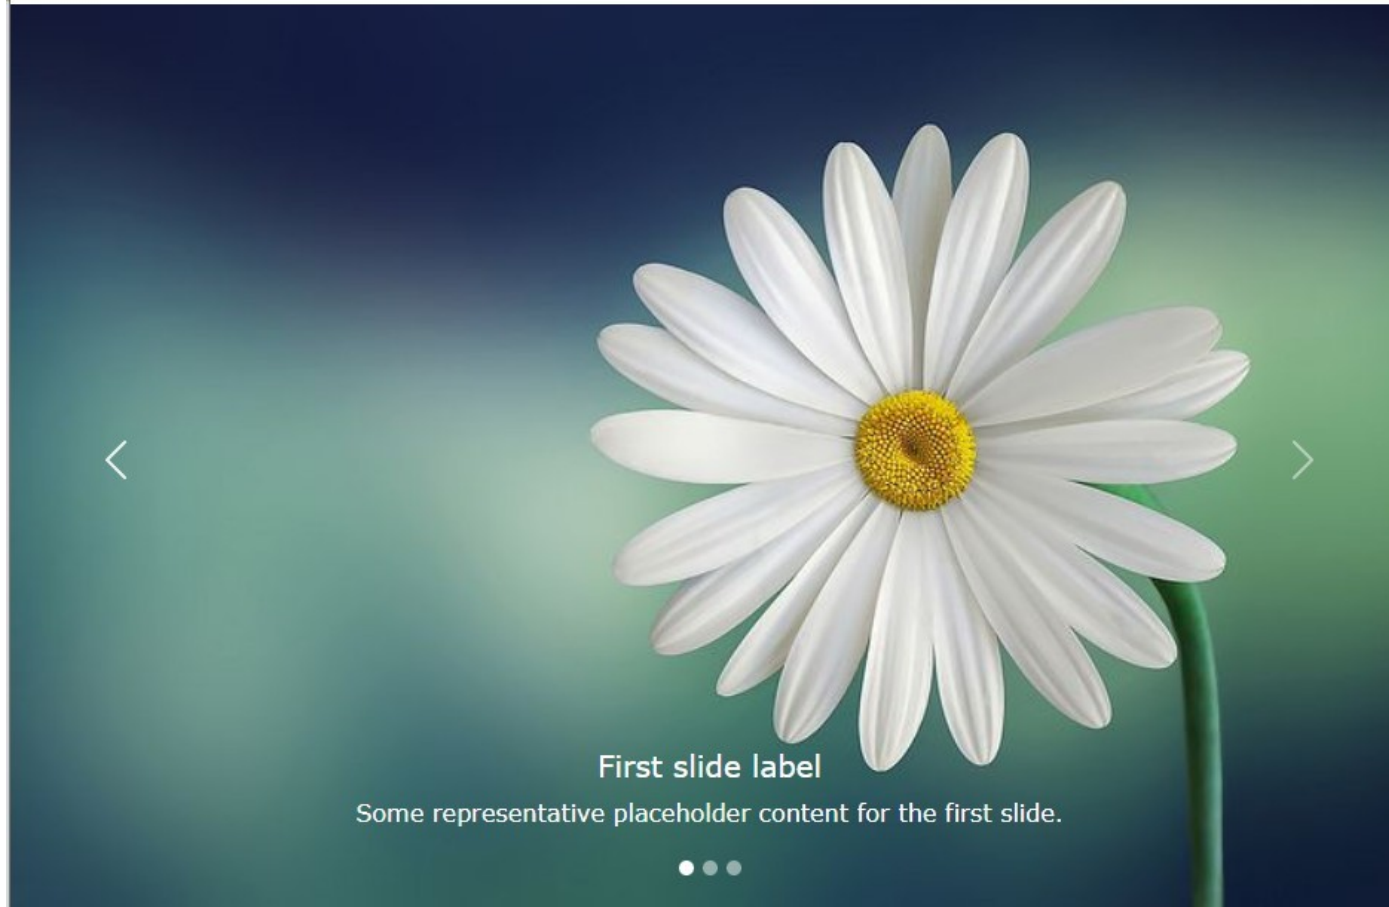 First slide label
Some representative placeholder content for the first slide.